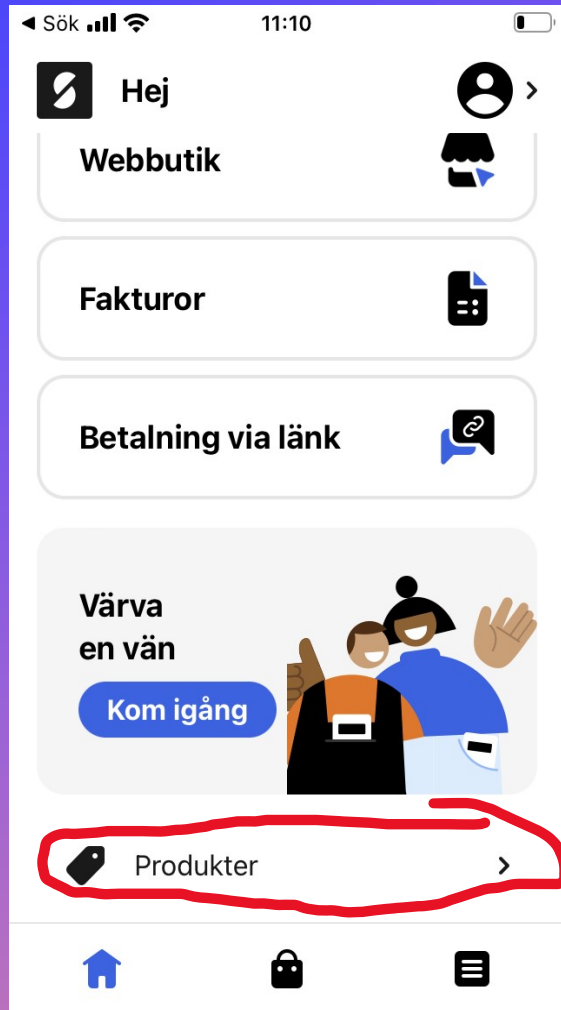 Sök
11:10
Hej
Webbutik
Fakturor
Betalning via länk
Värva
en vän
Kom igång
Produkter